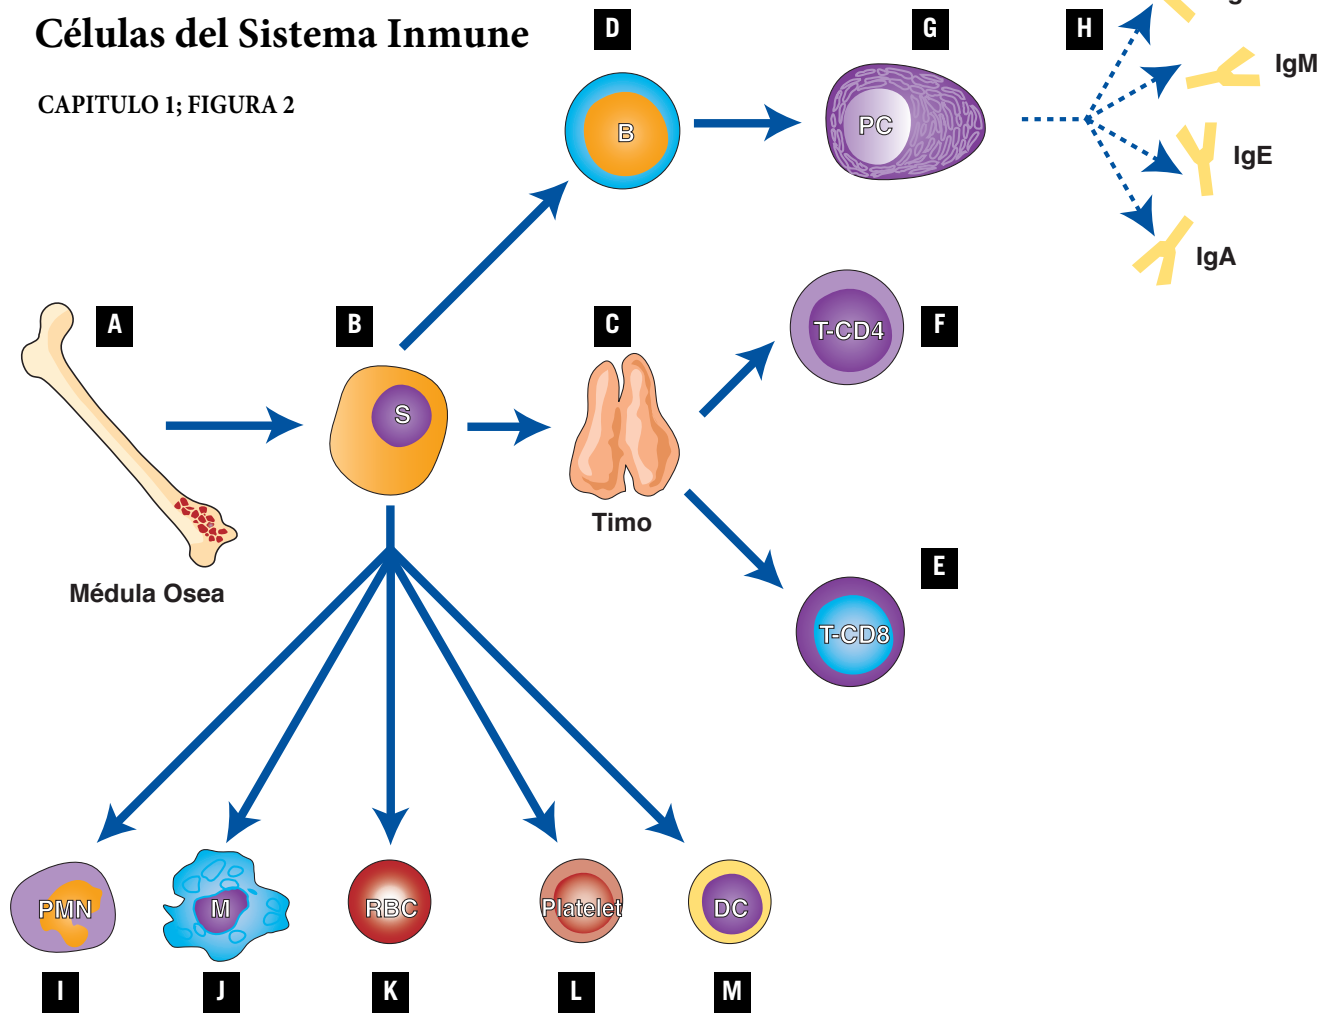 Células del Sistema Inmune
CAPITULO 1; FIGURA 2
D
G
H
IgM
B
PC
IgE
IgA
A
B
C
F
T-CD4
S
Timo
Médula Osea
E
T-CD8
PMN
M
RBC
Platelet
DC
I
J
K
L
M